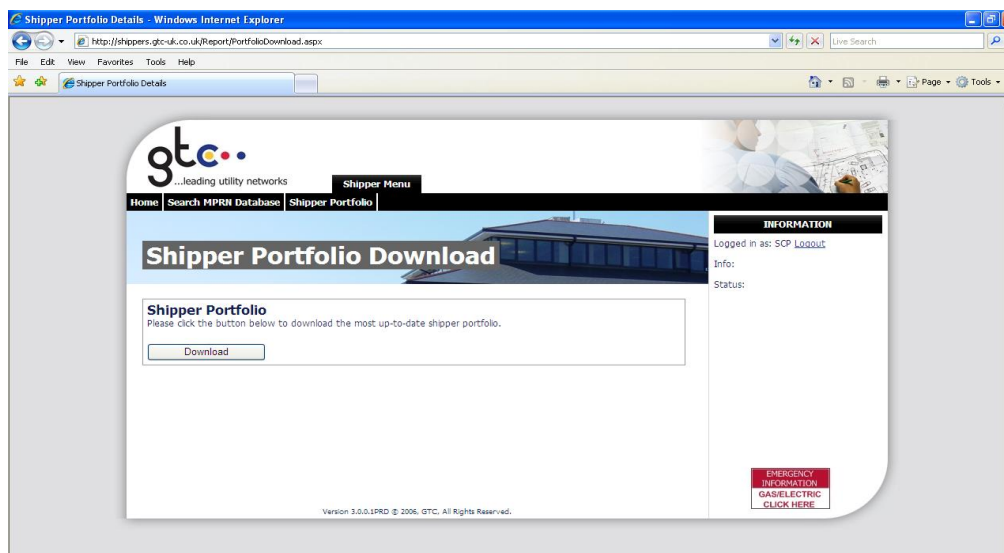 Shipper Portfolio Details - Windows Internet Explorer
http://shippers.gtc-uk.co.uk/Report/PortfolioDownload.aspx
Live Search
File Edit View Favorites Tools Help
Shipper Portfolio Details
Page Tools
gtc
...leading utility networks
Shipper Menu
Home Search MPRN Database Shipper Portfolio
Shipper Portfolio Download
INFORMATION
Logged in as: SCP Logout
Info:
Status:
Shipper Portfolio
Please click the button below to download the most up-to-date shipper portfolio.
Download
EMERGENCY
INFORMATION
GAS/ELECTRIC
CLICK HERE
Version 3.0.0.1PRD © 2006, GTC, All Rights Reserved.